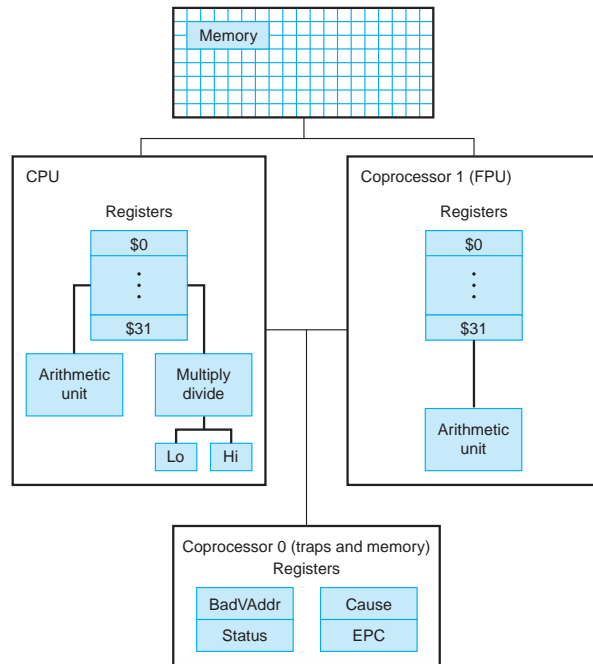 Memory
CPU
Registers
$0
$31
Arithmetic
unit
Multiply
divide
Lo
Hi
Coprocessor 1 (FPU)
Registers
$0
$31
Arithmetic
unit
Coprocessor 0 (traps and memory)
Registers
BadVAddr
Cause
Status
EPC